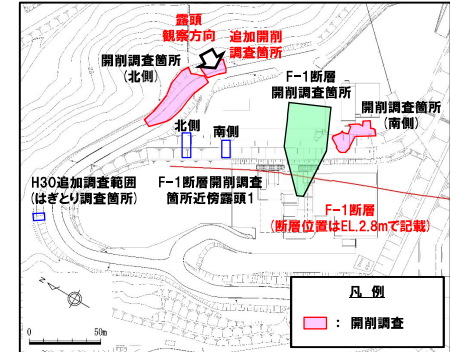 露頭
観察方向
追加開削
調査箇所
開削調査箇所
(北側)
F-1断層
開削調査箇所
開削調査箇所
(南側)
北側
南側
H30追加調査範囲
(はぎとり調査箇所)
F-1断層開削調査
箇所近傍露頭1
F-1断層
(断層位置はEL.2.8mで記載)
N
0
50m
凡 例
：開削調査